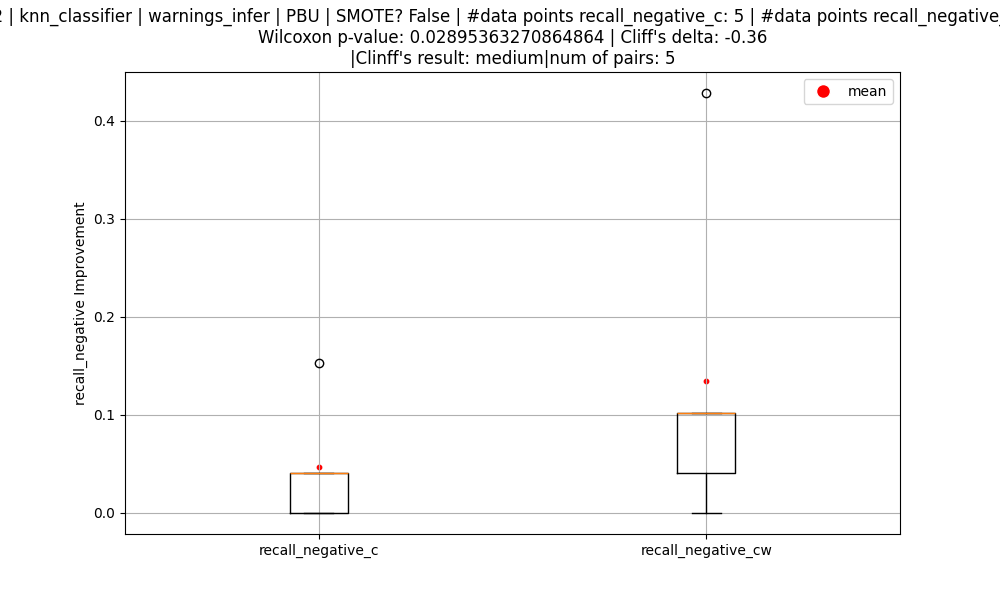 2 | knn_classifier | warnings_infer | PBU | SMOTE? False | #data points recall_negative_c: 5 | #data points recall_negative_
Wilcoxon p-value: 0.02895363270864864 | Cliff's delta: -0.36
|Clinff's result: medium|num of pairs: 5
mean
0.4
0.3
0.2
0.1
0.0
recall_negative Improvement
recall_negative_c
recall_negative_cw